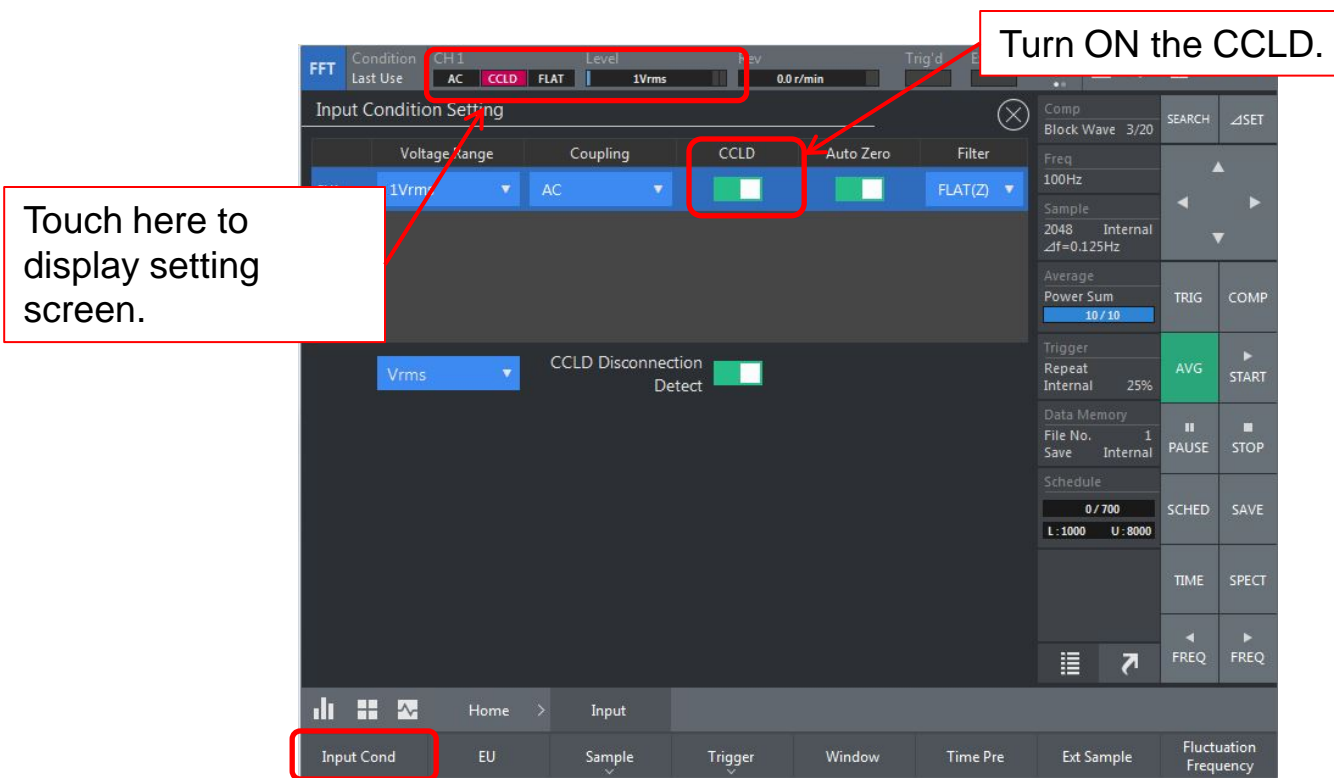 Turn ON the CCLD.
FFT
Condition
Last Use
CH1
AC CCLD FLAT
Level
1Vrms
Rev
0.0 r/min
Trig'd
Input Condition Setting
Voltage Range Coupling CCLD Auto Zero Filter
1Vrms AC FLAT(Z)
Touch here to
display setting
screen.
Vrms
CCLD Disconnection
Detect
Comp
Block Wave 3/20
Freq
100Hz
Sample
2048 Internal
⊿f=0.125Hz
Average
Power Sum
10 / 10
Trigger
Repeat
Internal 25%
Data Memory
File No. 1
Save Internal
Schedule
0 / 700
L : 1000 U : 8000
SEARCH ⊿SET
TRIG COMP
AVG START
PAUSE STOP
SCHED SAVE
TIME SPECT
FREQ FREQ
Home > Input
Input Cond
EU
Sample
Trigger
Window
Time Pre
Ext Sample
Fluctuation
Frequency